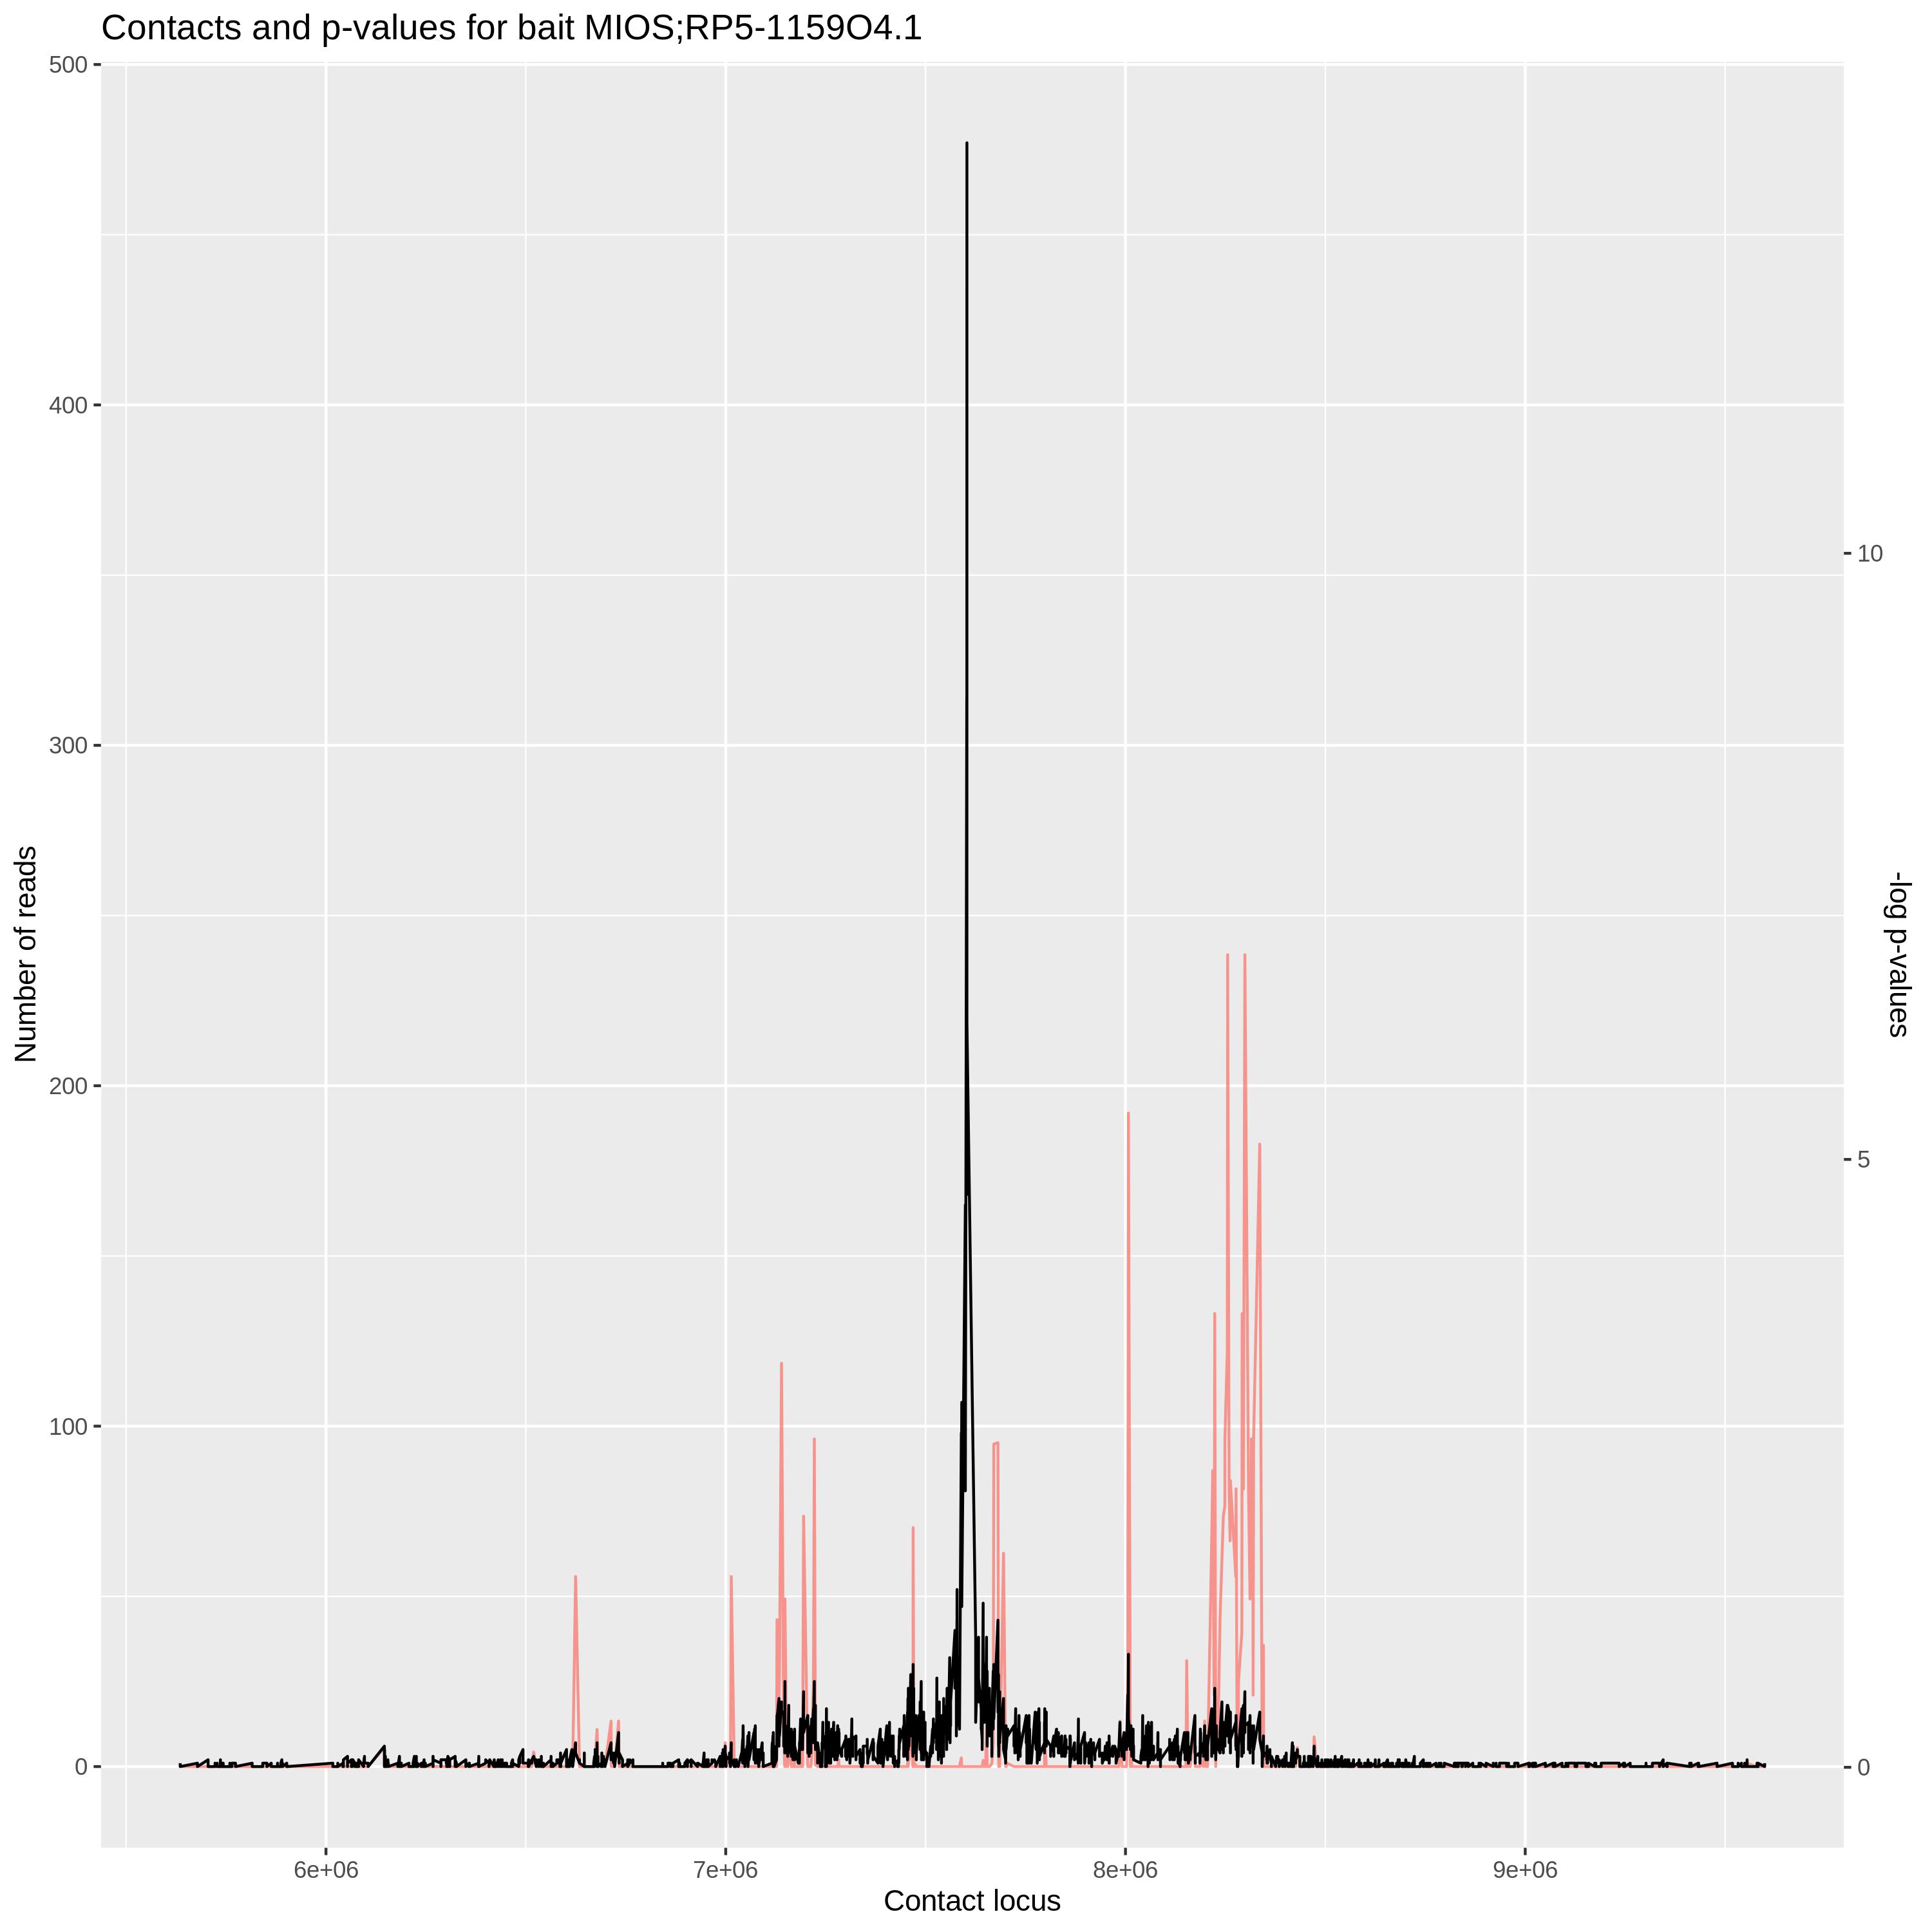 Contacts and p-values for bait MIOS;RP5-1159O4.1
500
400
300
200
100
0
Number of reads
10
5
0
-log p-values
6e+06
7e+06
8e+06
9e+06
Contact locus